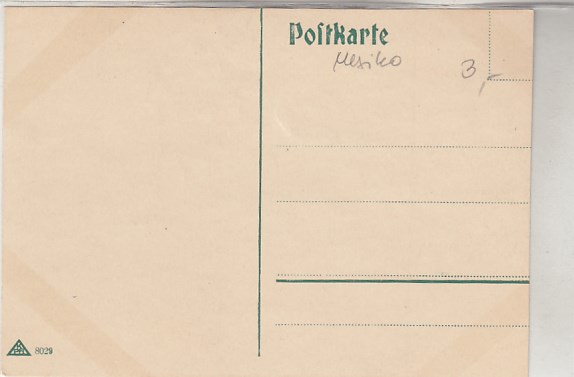 Postkarte
Mexiko
3,-
8029